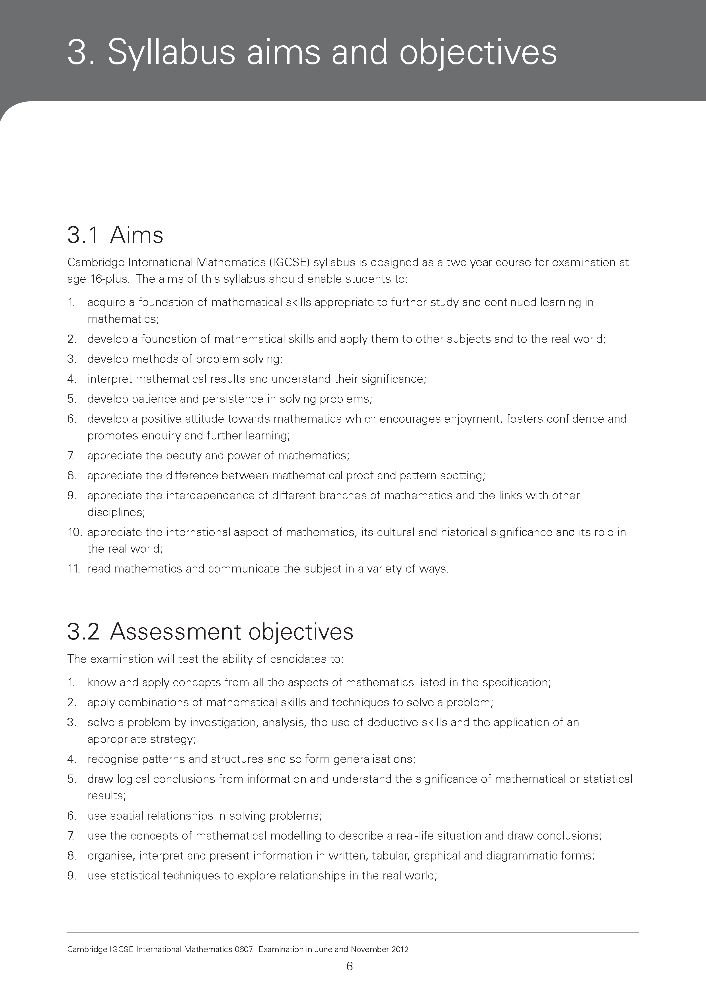 3. Syllabus aims and objectives
3.1 Aims
Cambridge International Mathematics (IGCSE) syllabus is designed as a two-year course for examination at
age 16-plus. The aims of this syllabus should enable students to:
1. acquire a foundation of mathematical skills appropriate to further study and continued learning in
mathematics;
2. develop a foundation of mathematical skills and apply them to other subjects and to the real world;
3. develop methods of problem solving;
4. interpret mathematical results and understand their significance;
5. develop patience and persistence in solving problems;
6. develop a positive attitude towards mathematics which encourages enjoyment, fosters confidence and
promotes enquiry and further learning;
7. appreciate the beauty and power of mathematics;
8. appreciate the difference between mathematical proof and pattern spotting;
9. appreciate the interdependence of different branches of mathematics and the links with other
disciplines;
10. appreciate the international aspect of mathematics, its cultural and historical significance and its role in
the real world;
11. read mathematics and communicate the subject in a variety of ways.
3.2 Assessment objectives
The examination will test the ability of candidates to:
1. know and apply concepts from all the aspects of mathematics listed in the specification;
2. apply combinations of mathematical skills and techniques to solve a problem;
3. solve a problem by investigation, analysis, the use of deductive skills and the application of an
appropriate strategy;
4. recognise patterns and structures and so form generalisations;
5. draw logical conclusions from information and understand the significance of mathematical or statistical
results;
6. use spatial relationships in solving problems;
7. use the concepts of mathematical modelling to describe a real-life situation and draw conclusions;
8. organise, interpret and present information in written, tabular, graphical and diagrammatic forms;
9. use statistical techniques to explore relationships in the real world;
Cambridge IGCSE International Mathematics 0607. Examination in June and November 2012.
6